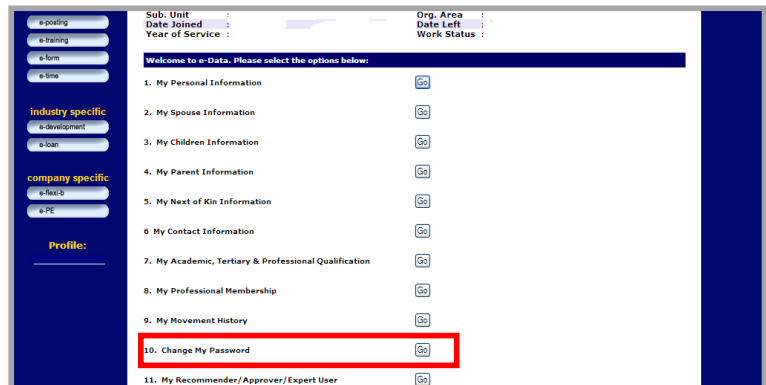 e-posting
e-training
e-form
e-time
industry specific
e-development
e-loan
company specific
e-flexi-b
e-PE
Profile:
Sub. Unit : Org. Area :
Date Joined : Date Left :
Year of Service : Work Status :
Welcome to e-Data. Please select the options below:
1. My Personal Information Go
2. My Spouse Information Go
3. My Children Information Go
4. My Parent Information Go
5. My Next of Kin Information Go
6 My Contact Information Go
7. My Academic, Tertiary & Professional Qualification Go
8. My Professional Membership Go
9. My Movement History Go
10. Change My Password Go
11. My Recommender/Approver/Expert User Go